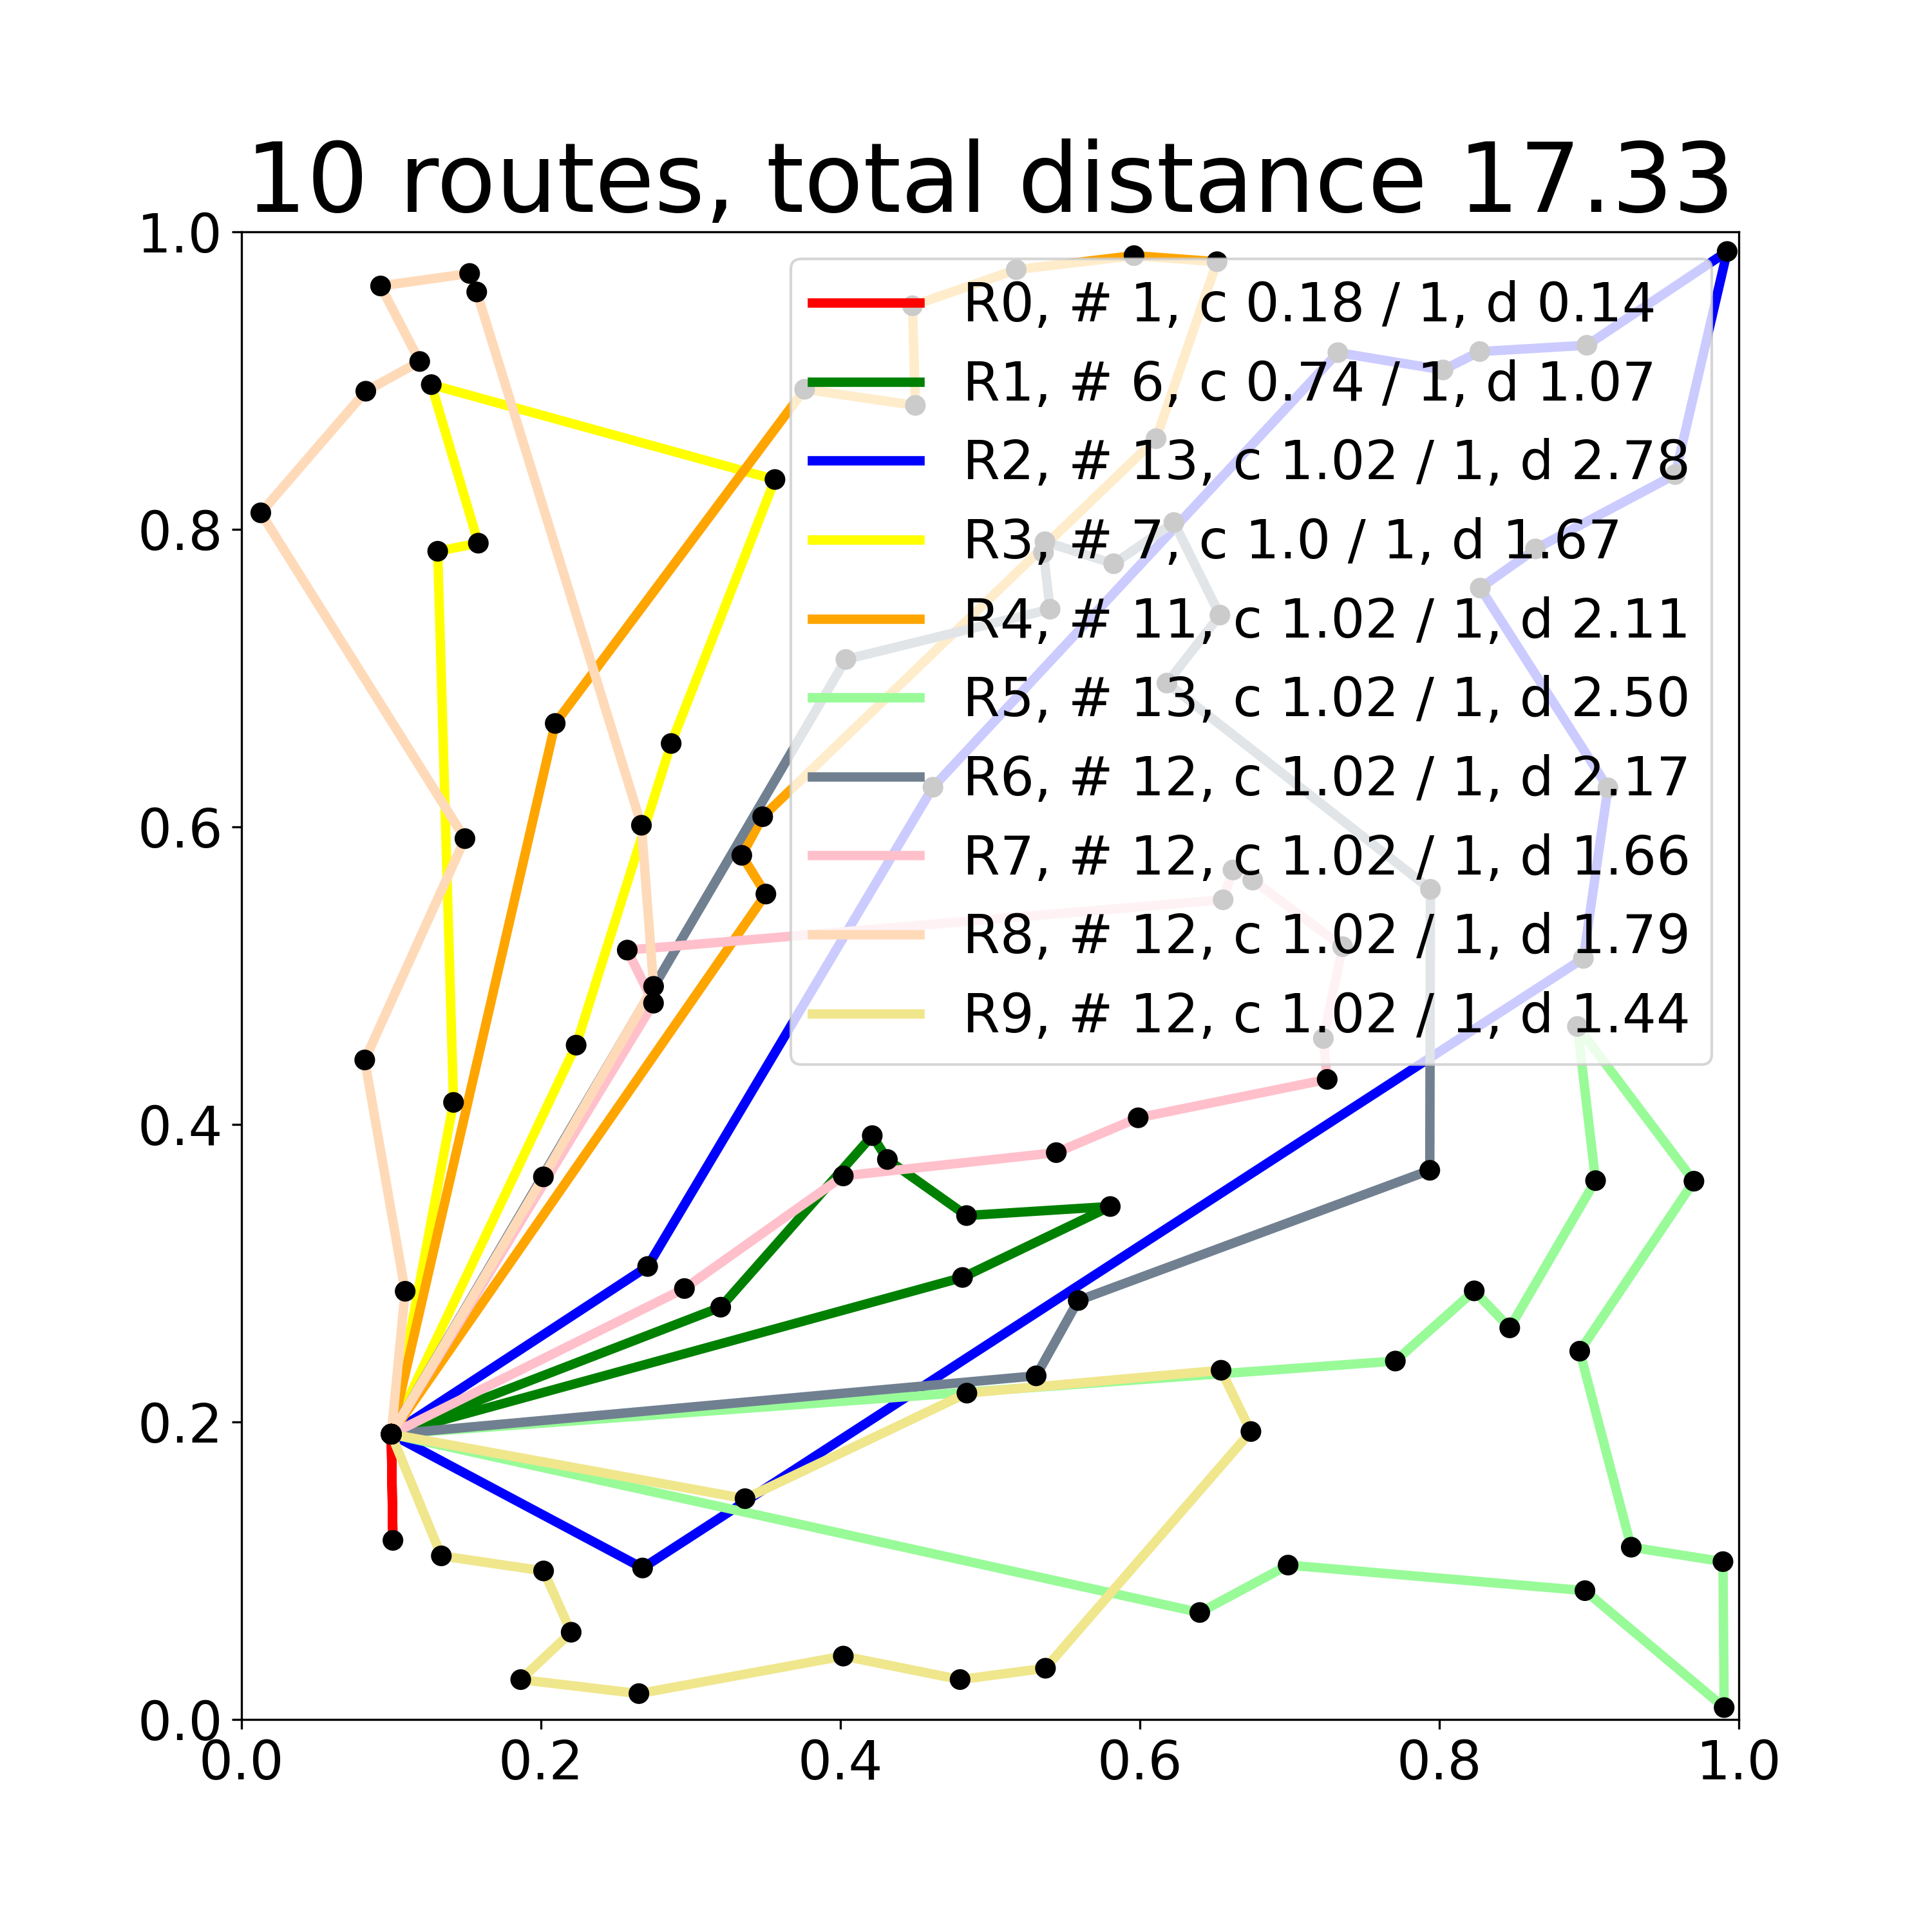 10 routes, total distance 17.33
1.0
0.8
0.6
0.4
0.2
0.0
0.0 0.2 0.4 0.6 0.8 1.0
R0, # 1, c 0.18 / 1, d 0.14
R1, # 6, c 0.74 / 1, d 1.07
R2, # 13, c 1.02 / 1, d 2.78
R3, # 7, c 1.0 / 1, d 1.67
R4, # 11, c 1.02 / 1, d 2.11
R5, # 13, c 1.02 / 1, d 2.50
R6, # 12, c 1.02 / 1, d 2.17
R7, # 12, c 1.02 / 1, d 1.66
R8, # 12, c 1.02 / 1, d 1.79
R9, # 12, c 1.02 / 1, d 1.44